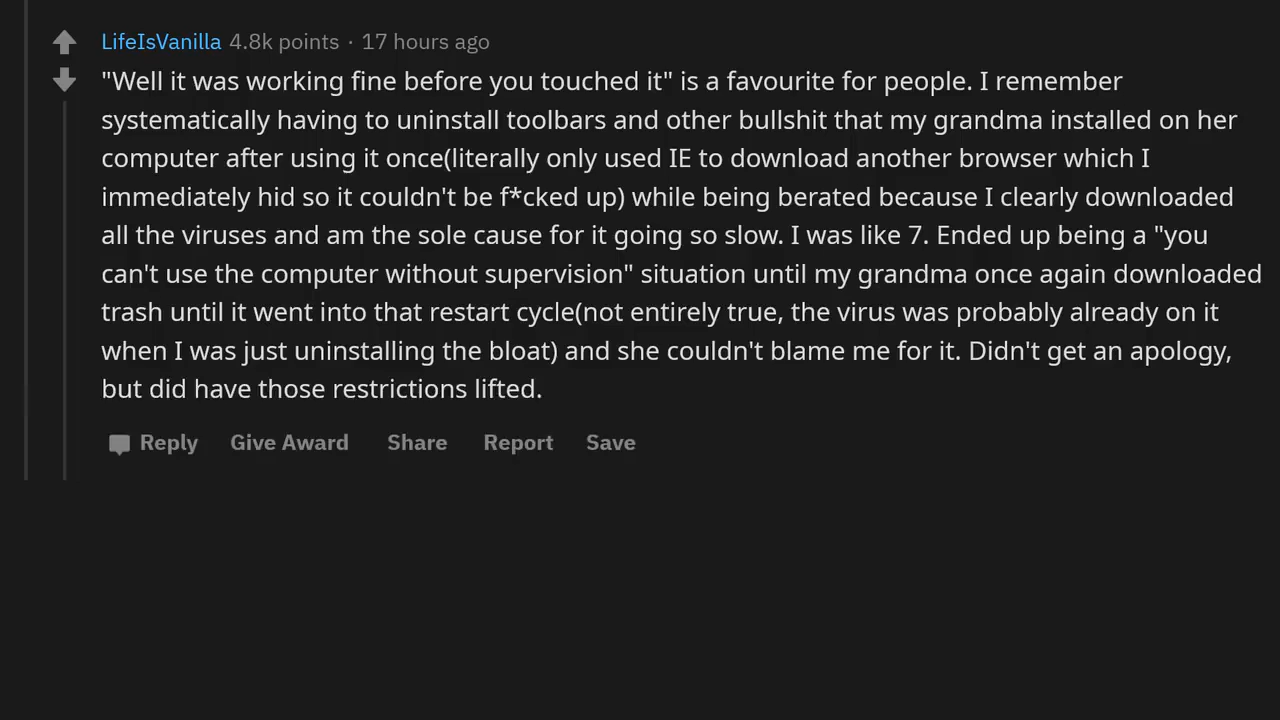 LifeIsVanilla 4.8k points · 17 hours ago
"Well it was working fine before you touched it" is a favourite for people. I remember
systematically having to uninstall toolbars and other bullshit that my grandma installed on her
computer after using it once(literally only used IE to download another browser which I
immediately hid so it couldn't be f*cked up) while being berated because I clearly downloaded
all the viruses and am the sole cause for it going so slow. I was like 7. Ended up being a "you
can't use the computer without supervision" situation until my grandma once again downloaded
trash until it went into that restart cycle(not entirely true, the virus was probably already on it
when I was just uninstalling the bloat) and she couldn't blame me for it. Didn't get an apology,
but did have those restrictions lifted.
Reply Give Award Share Report Save